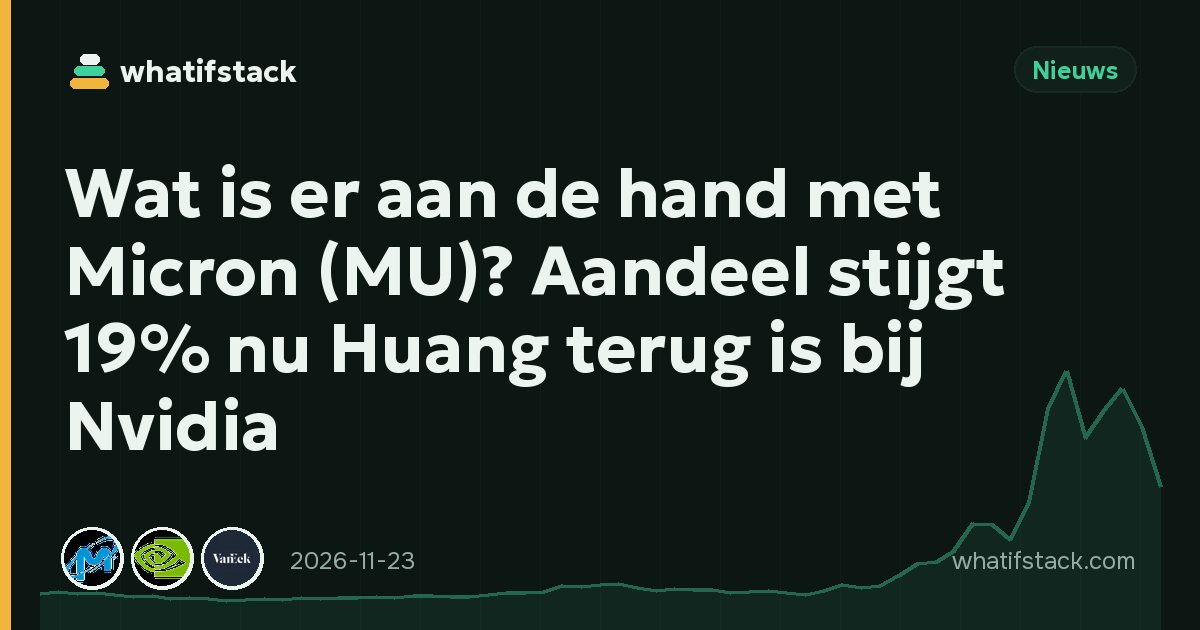 whatifstack
Nieuws
Wat is er aan de hand met
Micron (MU)? Aandeel stijgt
19% nu Huang terug is bij
Nvidia
VanEck
2026-11-23
whatifstack.com